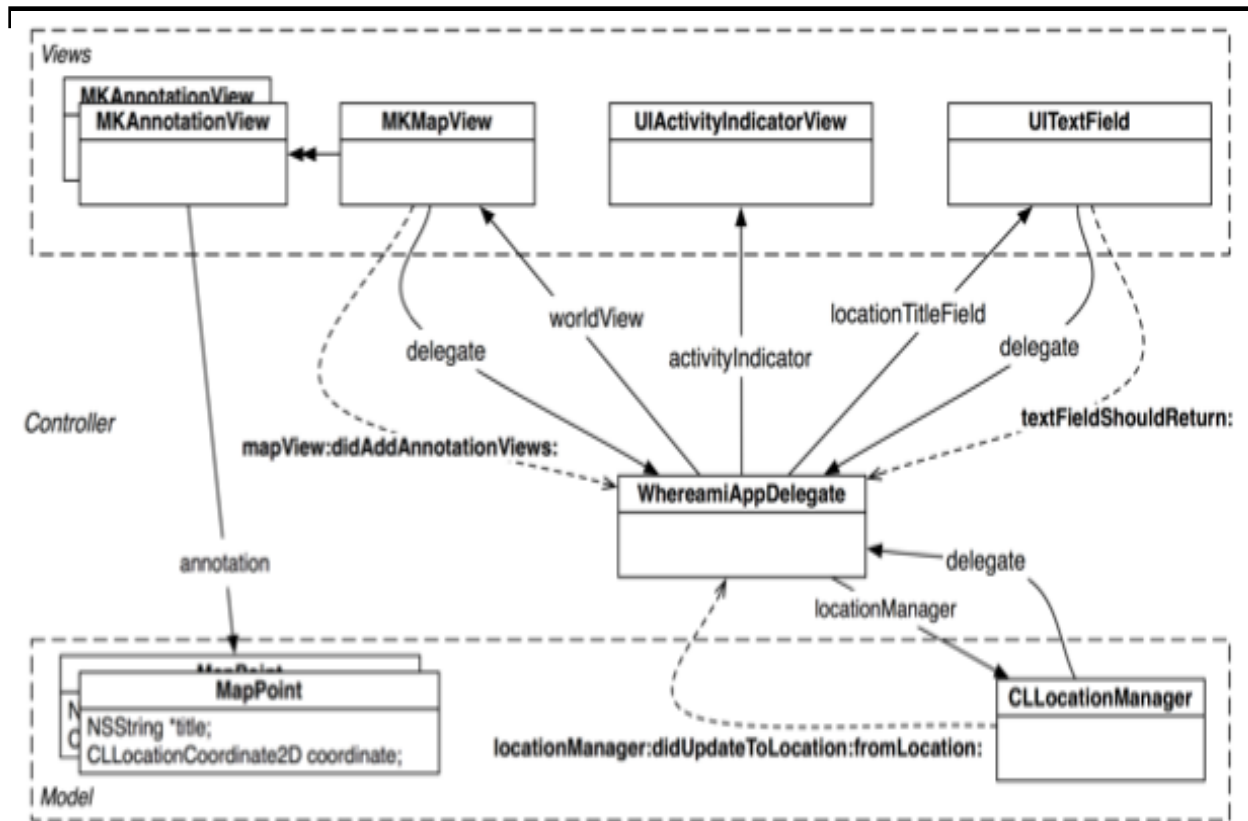 Views
MKAnnotationView
MKAnnotationView
MKMapView
UIActivityIndicatorView
UITextField
worldView
locationTitleField
delegate
activityIndicator
delegate
Controller
textFieldShouldReturn:
mapView:didAddAnnotationViews:
WhereamiAppDelegate
annotation
delegate
locationManager
MapPoint
MapPoint
CLLocationManager
N
NSString *title;
C
CLLocationCoordinate2D coordinate;
locationManager:didUpdateToLocation:fromLocation:
Model